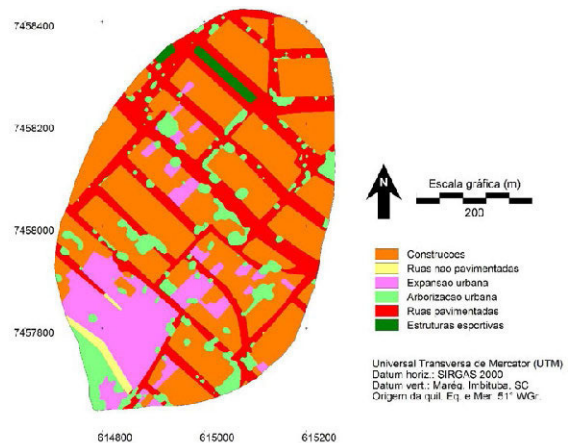 7458400
7458200
7458000
7457800
614800
615000
615200
N
Escala gráfica (m)
200
Construcoes
Ruas nao pavimentadas
Expansao urbana
Arborizacao urbana
Ruas pavimentadas
Estruturas esportivas
Universal Transversa de Mercator (UTM)
Datum horiz.: SIRGAS 2000
Datum vert.: Marég. Imbituba, SC
Origem da quil. Eq. e Mer. 51° WGr.